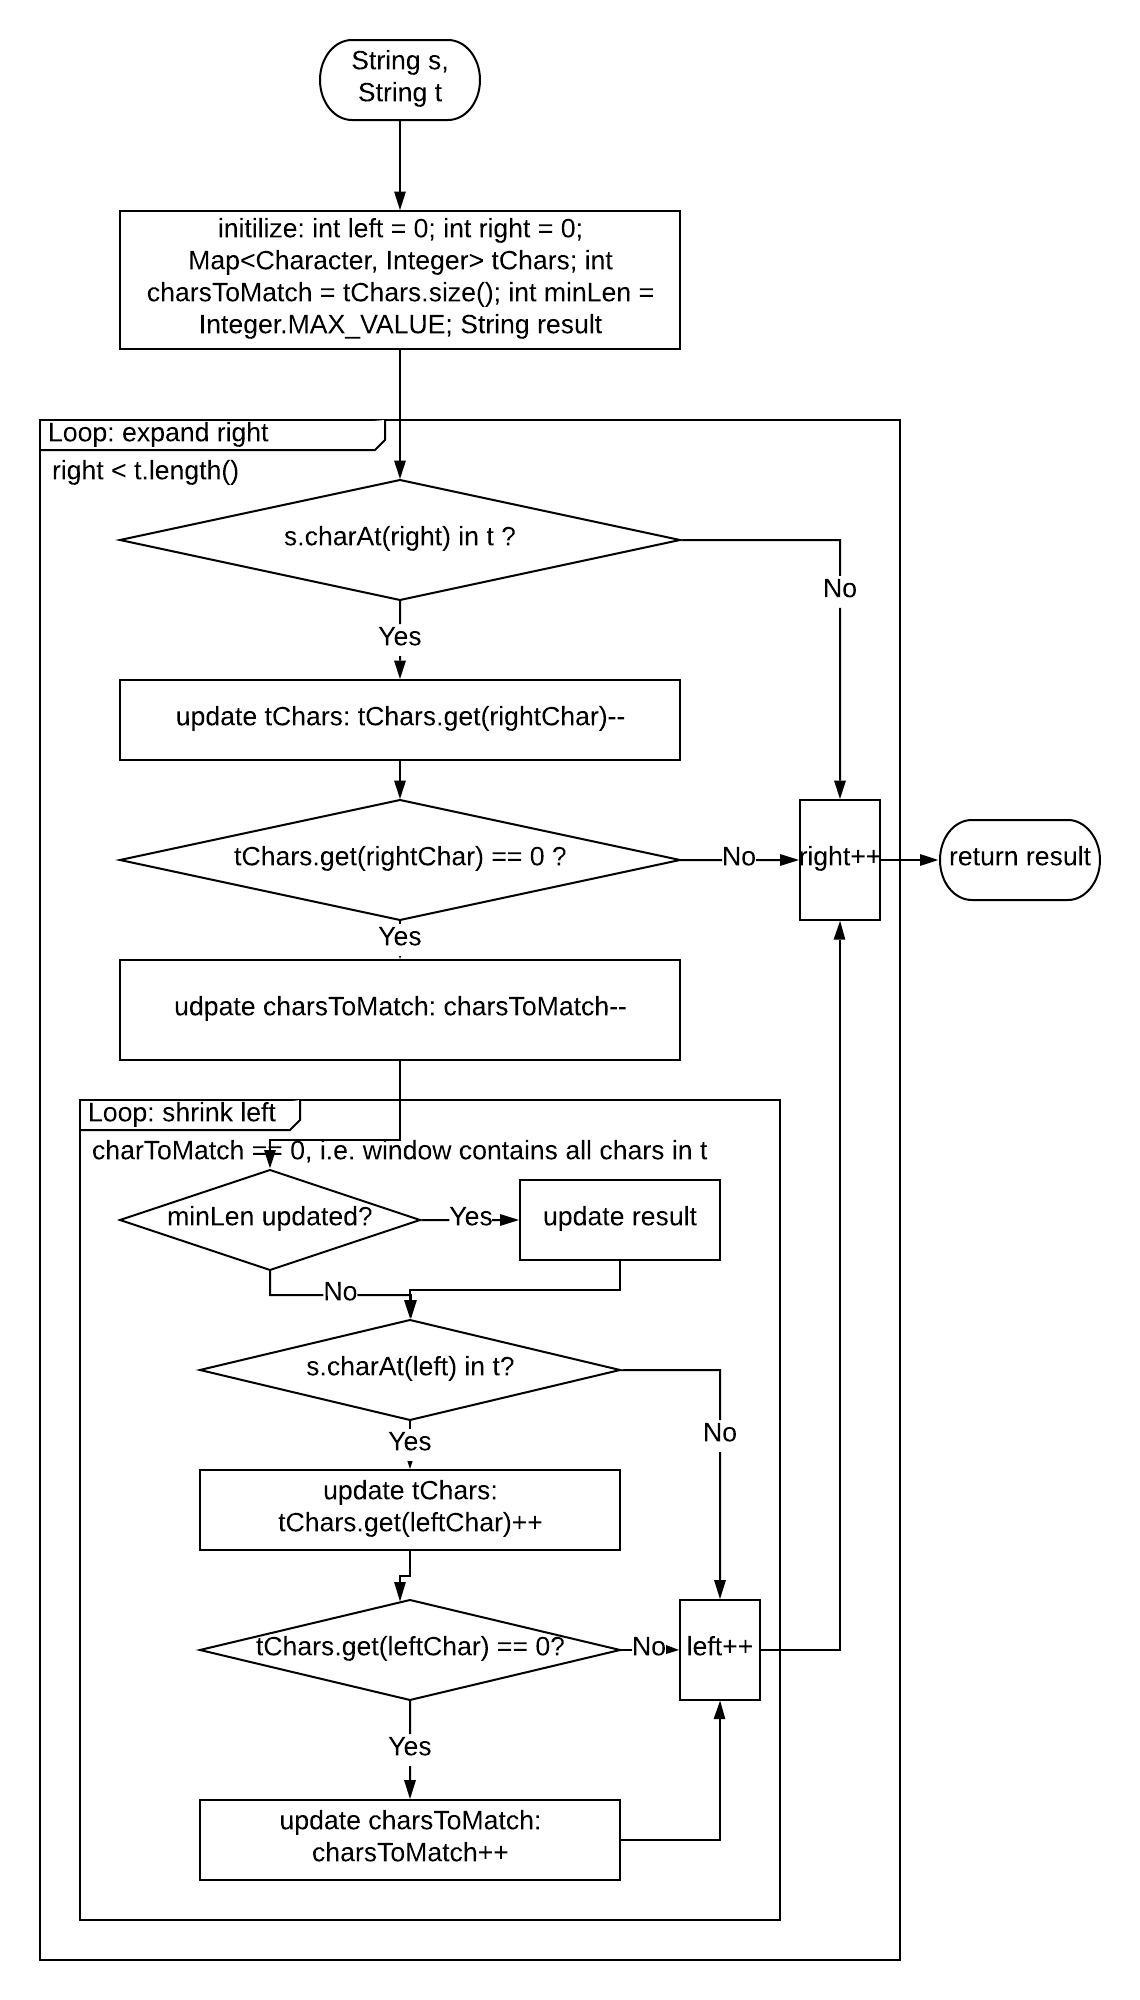 String s,
String t
initilize: int left = 0; int right = 0;
Map<Character, Integer> tChars; int
charsToMatch = tChars.size(); int minLen =
Integer.MAX_VALUE; String result
Loop: expand right
right < t.length()
s.charAt(right) in t ?
No
Yes
update tChars: tChars.get(rightChar)--
tChars.get(rightChar) == 0 ?
No
right++
return result
Yes
udpate charsToMatch: charsToMatch--
Loop: shrink left
charToMatch == 0, i.e. window contains all chars in t
minLen updated?
Yes
update result
No
s.charAt(left) in t?
No
Yes
update tChars:
tChars.get(leftChar)++
tChars.get(leftChar) == 0?
No
left++
Yes
update charsToMatch:
charsToMatch++